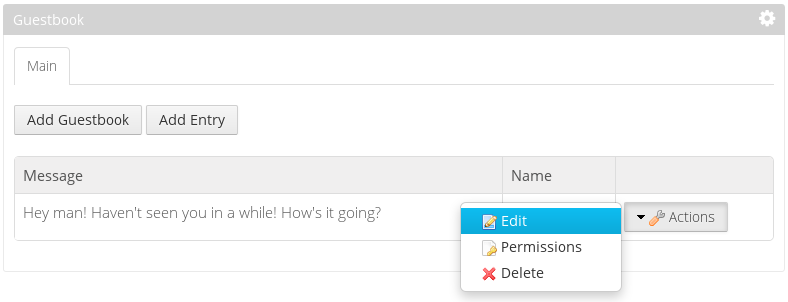 Guestbook
Main
Add Guestbook Add Entry
Message Name
Hey man! Haven't seen you in a while! How's it going?
Actions
Edit
Permissions
Delete